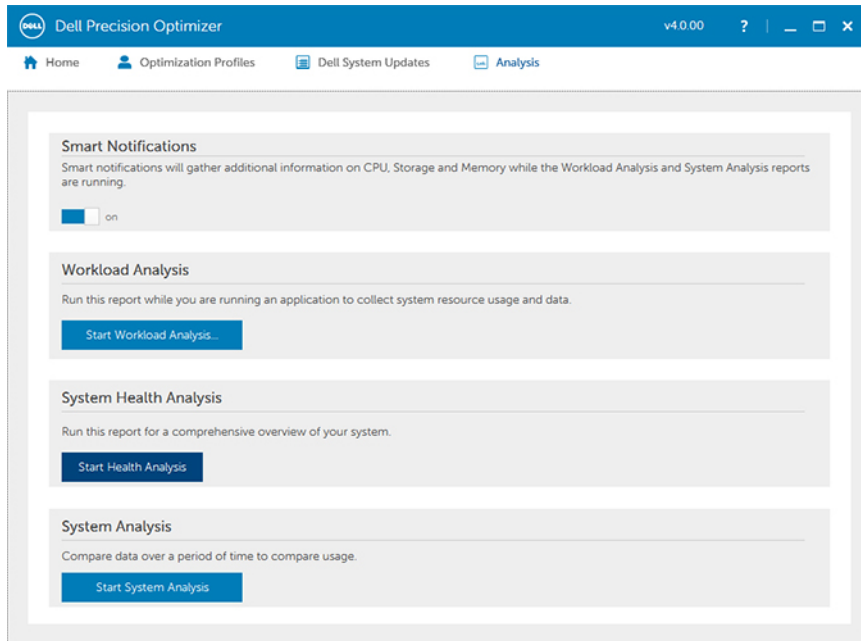 DELL Dell Precision Optimizer v4.0.00 ?
Home Optimization Profiles Dell System Updates Analysis
Smart Notifications
Smart notifications will gather additional information on CPU, Storage and Memory while the Workload Analysis and System Analysis reports
are running.
on
Workload Analysis
Run this report while you are running an application to collect system resource usage and data.
Start Workload Analysis...
System Health Analysis
Run this report for a comprehensive overview of your system.
Start Health Analysis
System Analysis
Compare data over a period of time to compare usage.
Start System Analysis